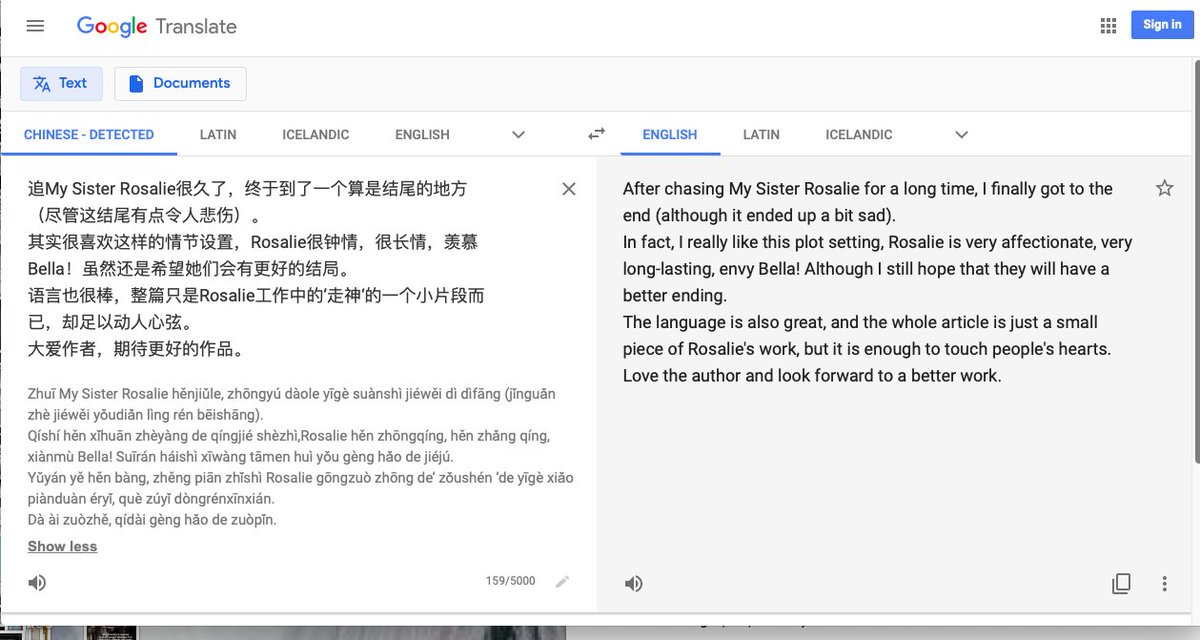 Google Translate
Sign in
Text
Documents
CHINESE - DETECTED
LATIN
ICELANDIC
ENGLISH
ENGLISH
LATIN
ICELANDIC
追My Sister Rosalie很久了，终于到了一个算是结尾的地方
（尽管这结尾有点令人悲伤）。
其实很喜欢这样的情节设置，Rosalie很钟情，很长情，羡慕
Bella！虽然还是希望她们会有更好的结局。
语言也很棒，整篇只是Rosalie工作中的’走神‘的一个小片段而
已，却足以动人心弦。
大爱作者，期待更好的作品。
Zhuī My Sister Rosalie hěnjiǔle, zhōngyú dàole yīgè suànshì jiéwěi dì dìfāng (jǐnguǎn
zhè jiéwěi yǒudiǎn lìng rén bēishāng).
Qíshí hěn xǐhuān zhèyàng de qíngjié shèzhì,Rosalie hěn zhōngqíng, hěn zhǎng qíng,
xiànmù Bella! Suīrán háishì xīwàng tāmen huì yǒu gèng hǎo de jiéjú.
Yǔyán yě hěn bàng, zhěng piān zhǐshì Rosalie gōngzuò zhōng de’ zǒushén ‘de yīgè xiǎo
piànduàn éryǐ, què zúyǐ dòngrénxīnxián.
Dà ài zuòzhě, qídài gèng hǎo de zuòpǐn.
Show less
159/5000
After chasing My Sister Rosalie for a long time, I finally got to the
end (although it ended up a bit sad).
In fact, I really like this plot setting, Rosalie is very affectionate, very
long-lasting, envy Bella! Although I still hope that they will have a
better ending.
The language is also great, and the whole article is just a small
piece of Rosalie's work, but it is enough to touch people's hearts.
Love the author and look forward to a better work.